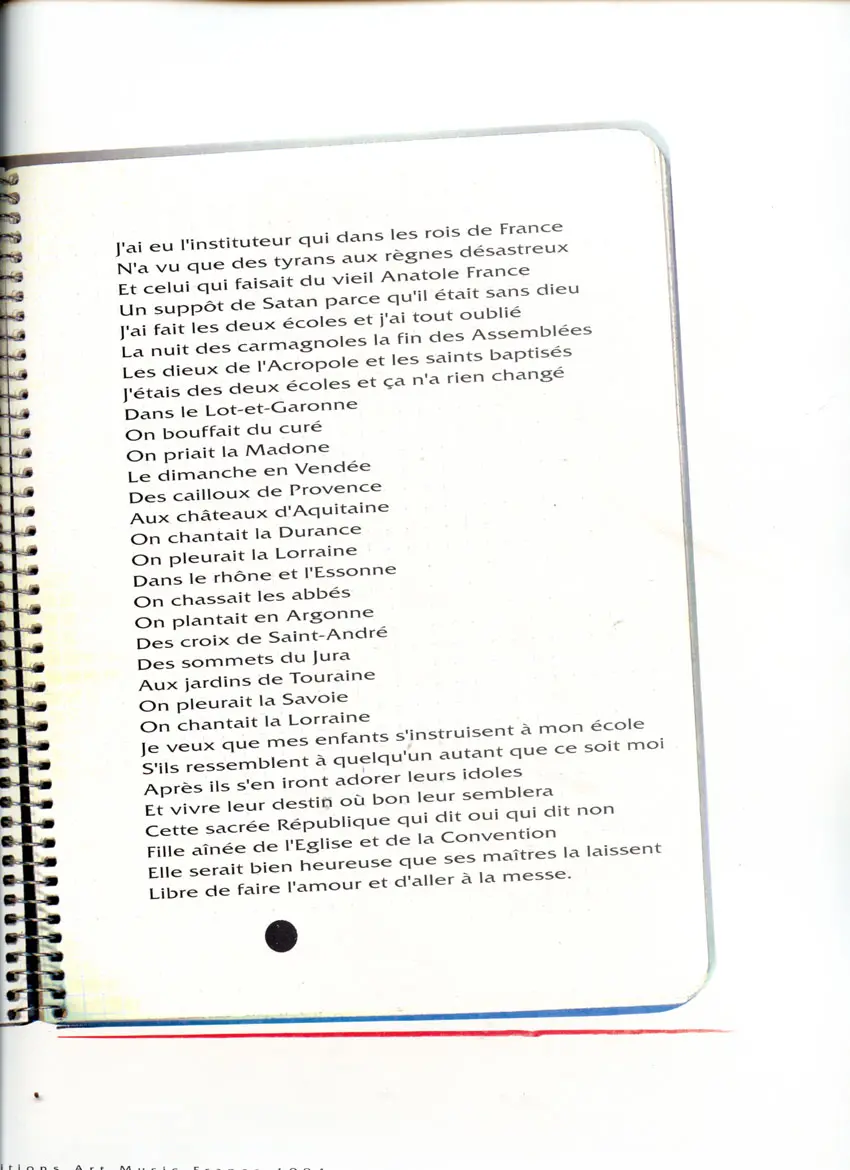 J'ai eu l'instituteur qui dans les rois de France
N'a vu que des tyrans aux règnes désastreux
Et celui qui faisait du vieil Anatole France
Un suppôt de Satan parce qu'il était sans dieu
J'ai fait les deux écoles et j'ai tout oublié
La nuit des carmagnoles la fin des Assemblées
Les dieux de l'Acropole et les saints baptisés
J'étais des deux écoles et ça n'a rien changé
Dans le Lot-et-Garonne
On bouffait du curé
On priait la Madone
Le dimanche en Vendée
Des cailloux de Provence
Aux châteaux d'Aquitaine
On chantait la Durance
On pleurait la Lorraine
Dans le rhône et l'Essonne
On chassait les abbés
On plantait en Argonne
Des croix de Saint-André
Des sommets du Jura
Aux jardins de Touraine
On pleurait la Savoie
On chantait la Lorraine
Je veux que mes enfants s'instruisent à mon école
S'ils ressemblent à quelqu'un autant que ce soit moi
Après ils s'en iront adorer leurs idoles
Et vivre leur destin où bon leur semblera
Cette sacrée République qui dit oui qui dit non
Fille aînée de l'Eglise et de la Convention
Elle serait bien heureuse que ses maîtres la laissent
Libre de faire l'amour et d'aller à la messe.
Art Music France